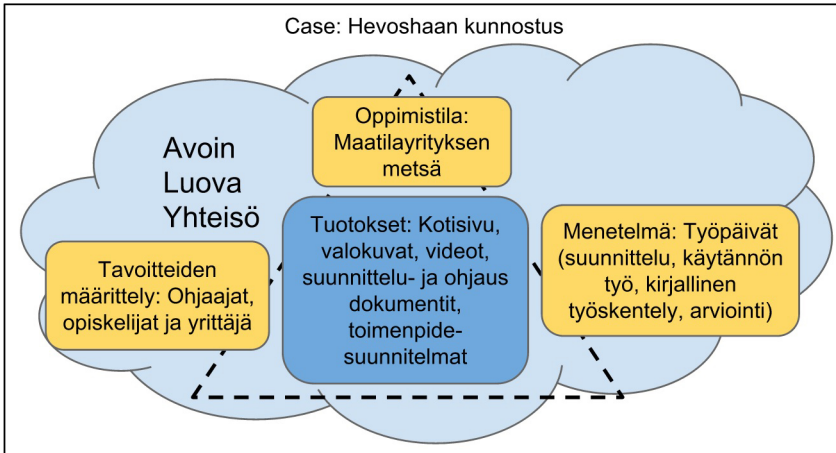 Case: Hevoshaan kunnostus
Oppimistila:
Maatilayrityksen
metsä
Avoin
Luova
Yhteisö
Tuotokset: Kotisivu,
valokuvat, videot,
suunnittelu- ja ohjaus
dokumentit,
toimenpide-
suunnitelmat
Menetelmä: Työpäivät
(suunnittelu, käytännön
työ, kirjallinen
työskentely, arviointi)
Tavoitteiden
määrittely: Ohjaajat,
opiskelijat ja yrittäjä